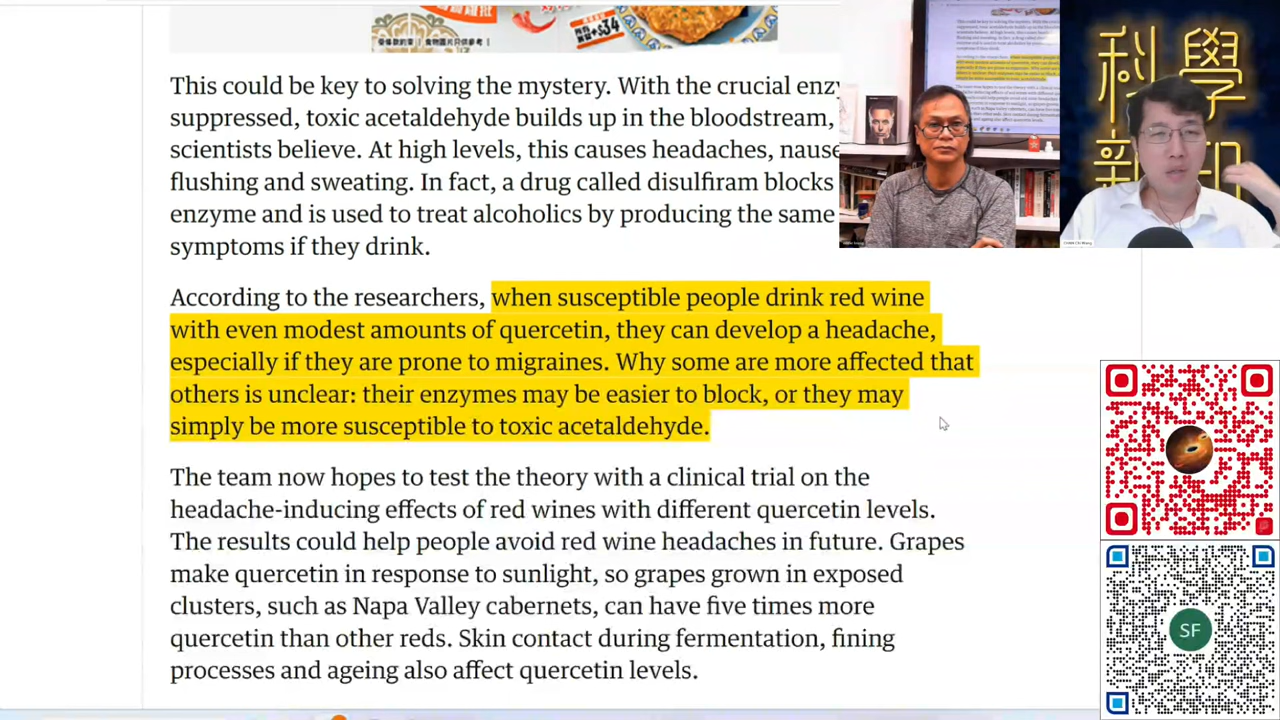 This could be to solving the mystery. With the crucial enzy
suppressed acetaldehyde builds up in the bloodstream,
scientists believe. At high levels, this causes headaches, nause
flushing and sweating. In fact, a drug called disulfiram blocks
enzyme and is used to treat alcoholics by producing the same
symptoms if they drink.
According to the researchers, when susceptible people drink red wine
with even modest amounts of quercetin, they can develop a headache,
especially if they are prone to migraines. Why some are more affected that
others is unclear: their enzymes may be easier to block, or they may
simply be more susceptible to toxic acetaldehyde.
The team now hopes to test the theory with a clinical trial on the
headache-inducing effects of red wines with different quercetin levels.
The results could help people avoid red wine headaches in future. Grapes
make quercetin in response to sunlight, so grapes grown in exposed
clusters, such as Napa Valley cabernets, can have five times more
quercetin than other reds. Skin contact during fermentation, fining
processes and ageing also affect quercetin levels.
科學
新
SF